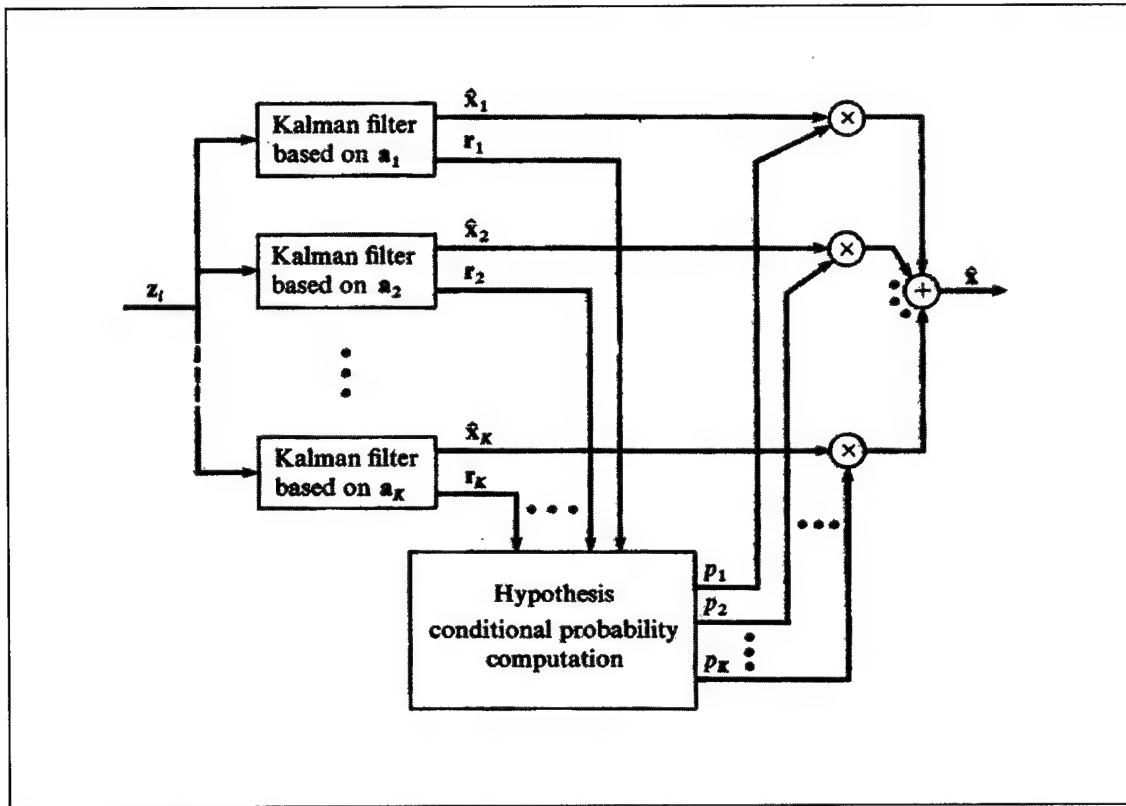 Kalman filter
based on a₁
x̂₁
r₁
×
Kalman filter
based on a₂
x̂₂
r₂
×
zᵢ
+
x̂
Kalman filter
based on a_K
x̂_K
r_K
×
Hypothesis
conditional probability
computation
p₁
p₂
p_K